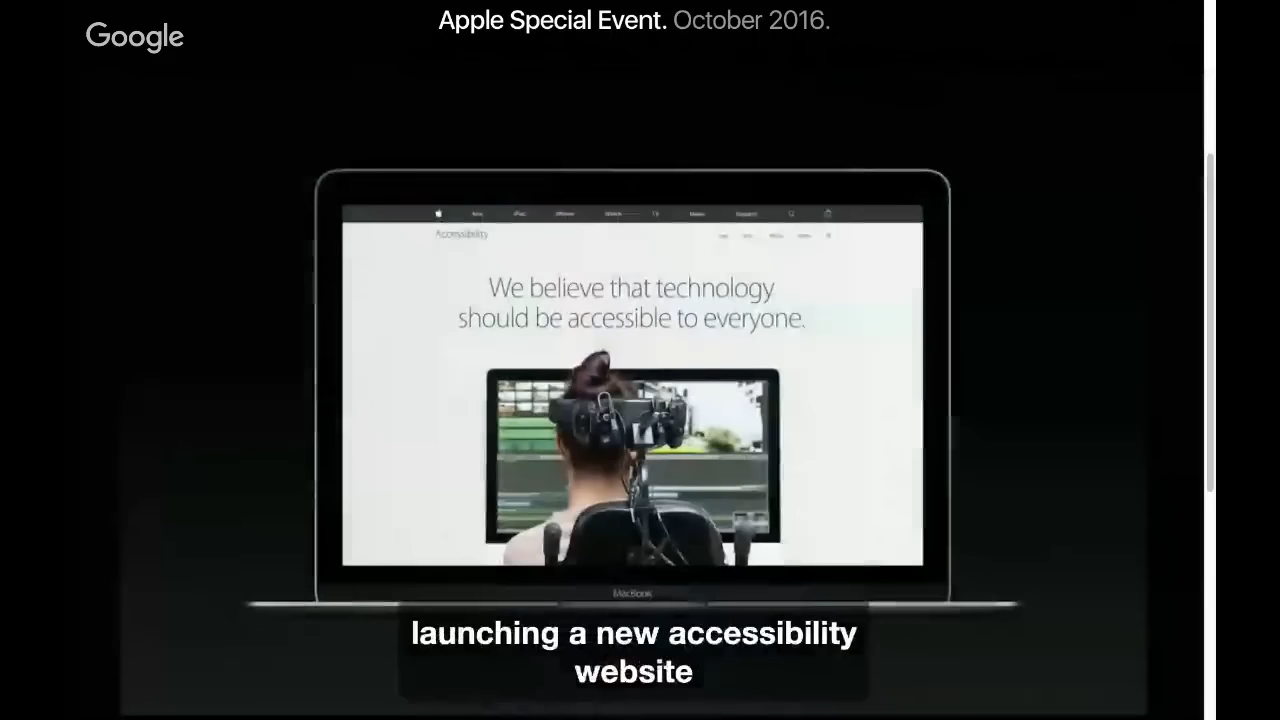 Google
Apple Special Event. October 2016.
Accessibility
We believe that technology
should be accessible to everyone.
MacBook
launching a new accessibility
website